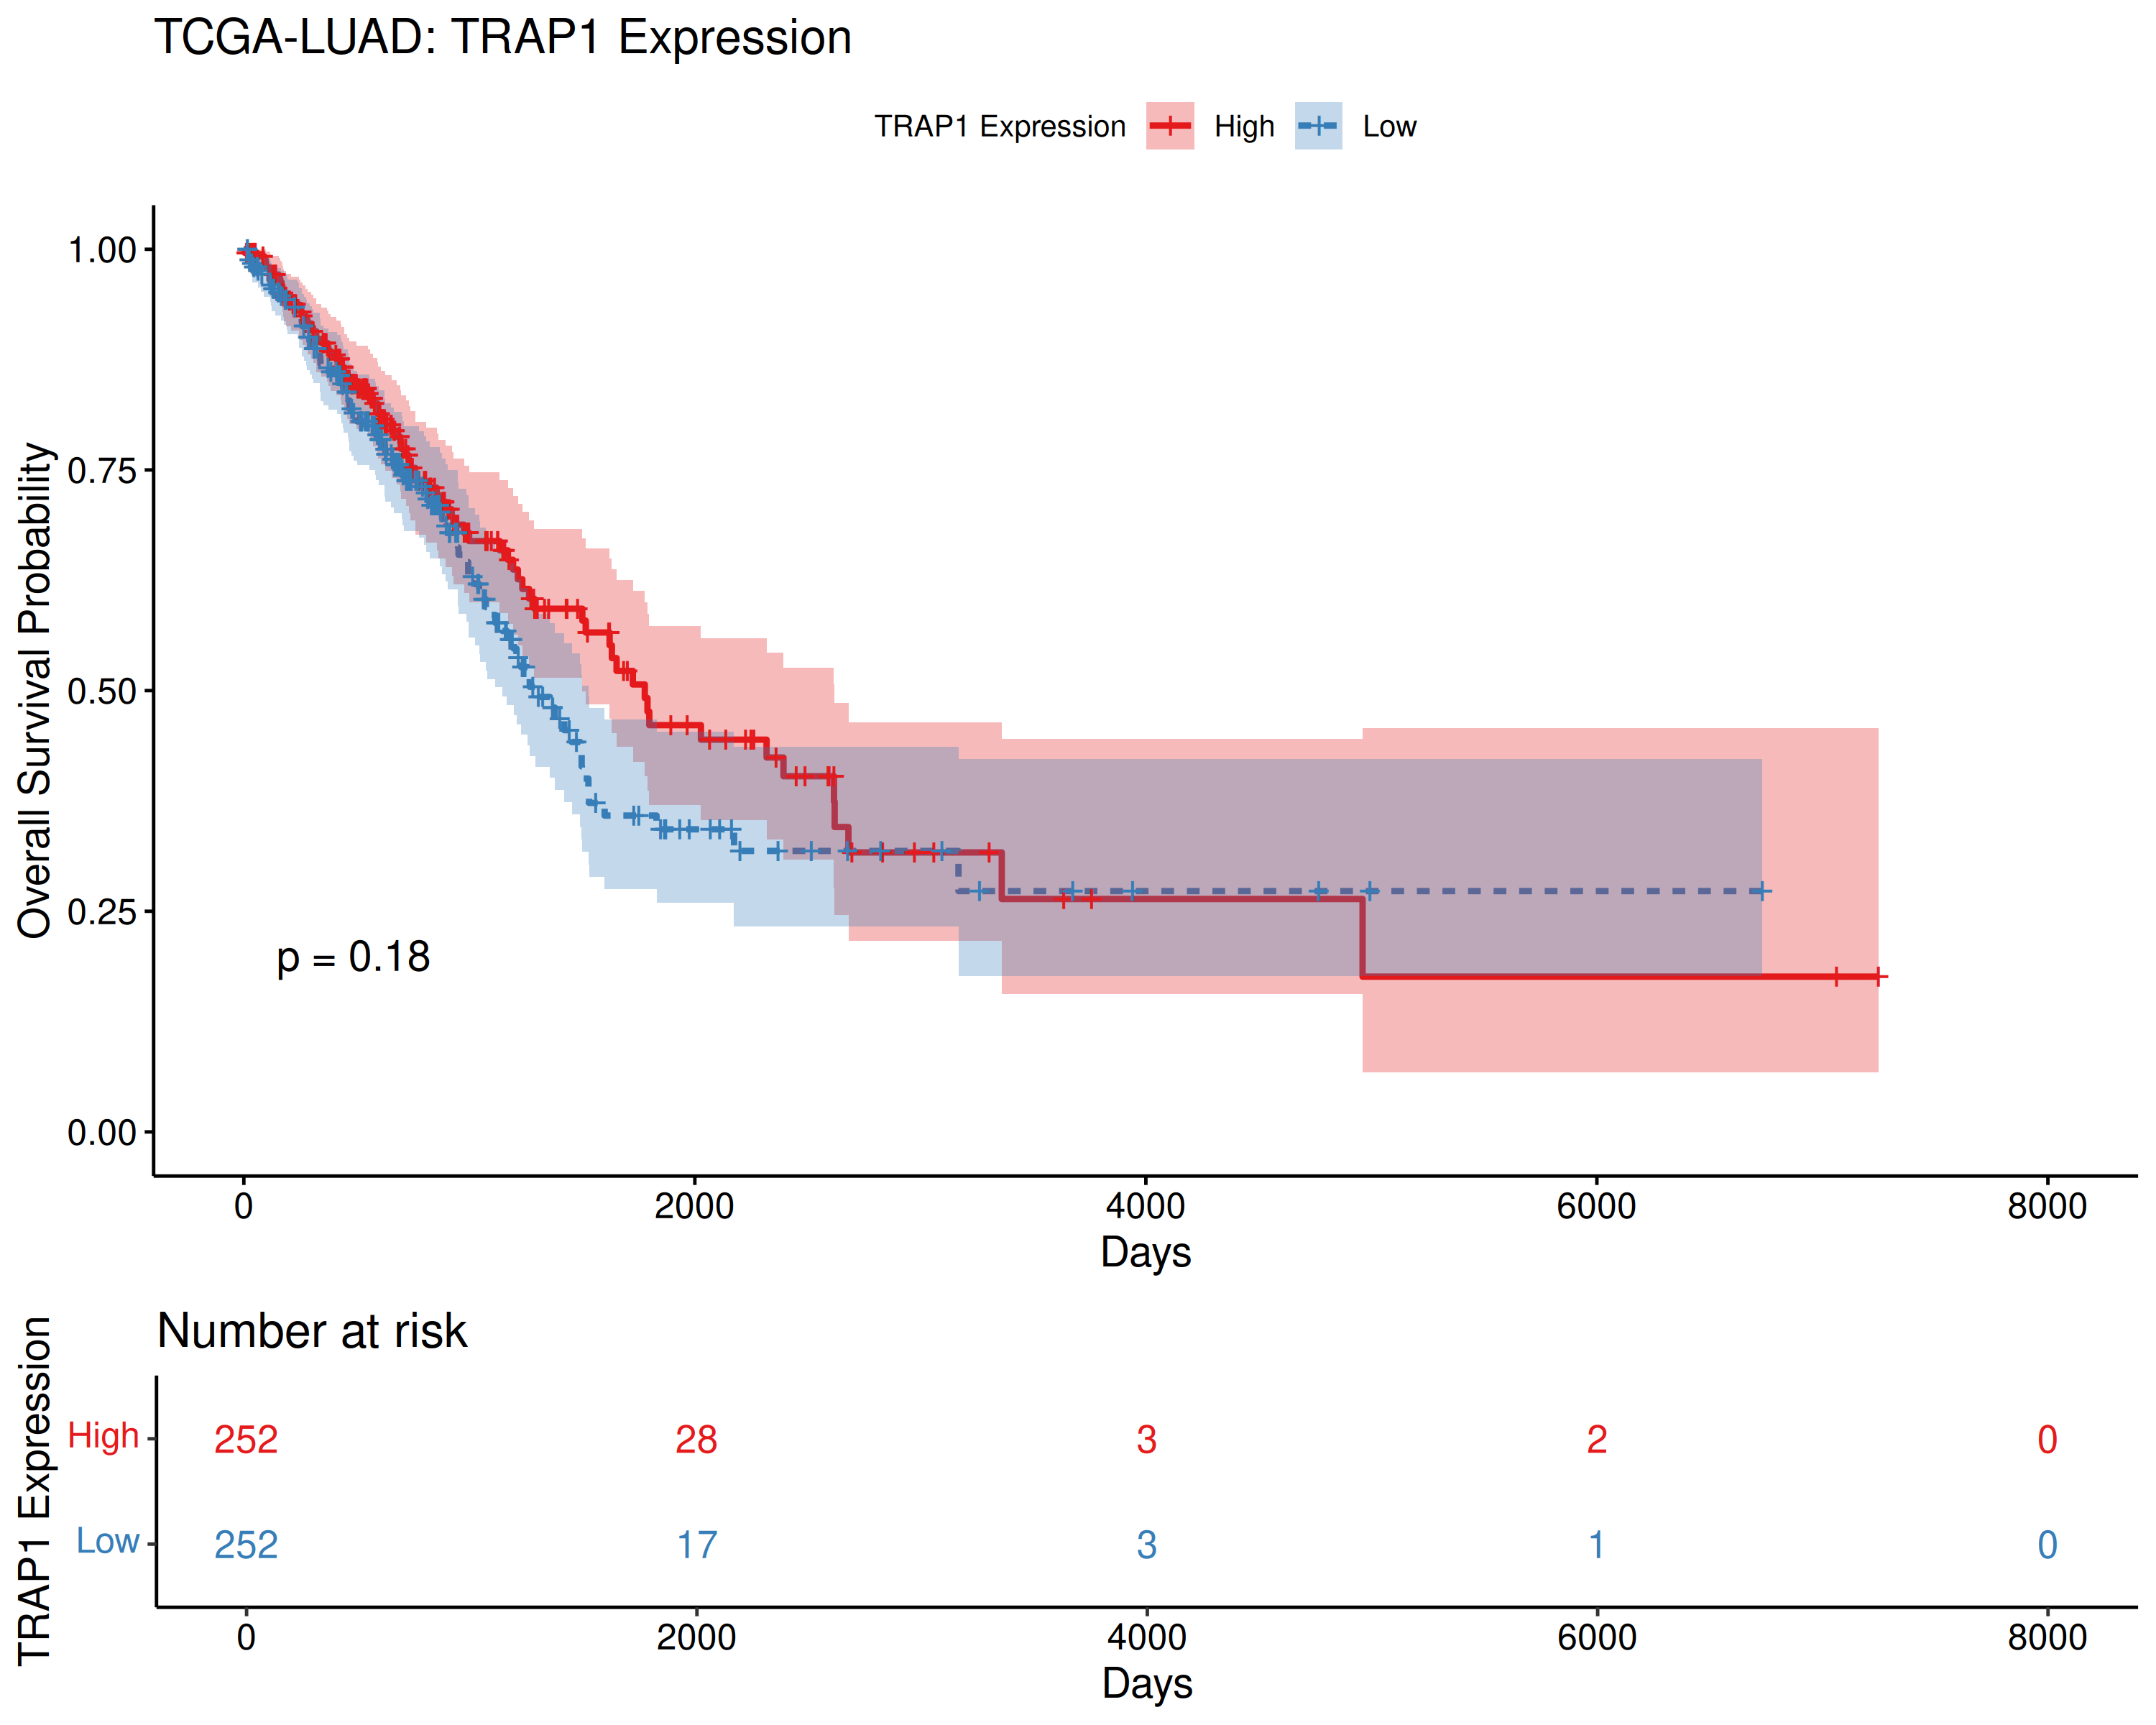 TCGA-LUAD: TRAP1 Expression
TRAP1 Expression High Low
Overall Survival Probability
1.00
0.75
0.50
0.25
0.00
p = 0.18
0 2000 4000 6000 8000
Days
Number at risk
TRAP1 Expression
High 252 28 3 2 0
Low 252 17 3 1 0
0 2000 4000 6000 8000
Days